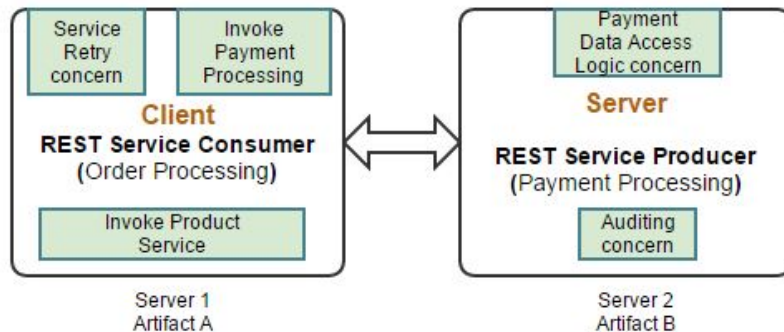 Service
Retry
concern
Invoke
Payment
Processing
Client
REST Service Consumer
(Order Processing)
Invoke Product
Service
Server 1
Artifact A
Payment
Data Access
Logic concern
Server
REST Service Producer
(Payment Processing)
Auditing
concern
Server 2
Artifact B